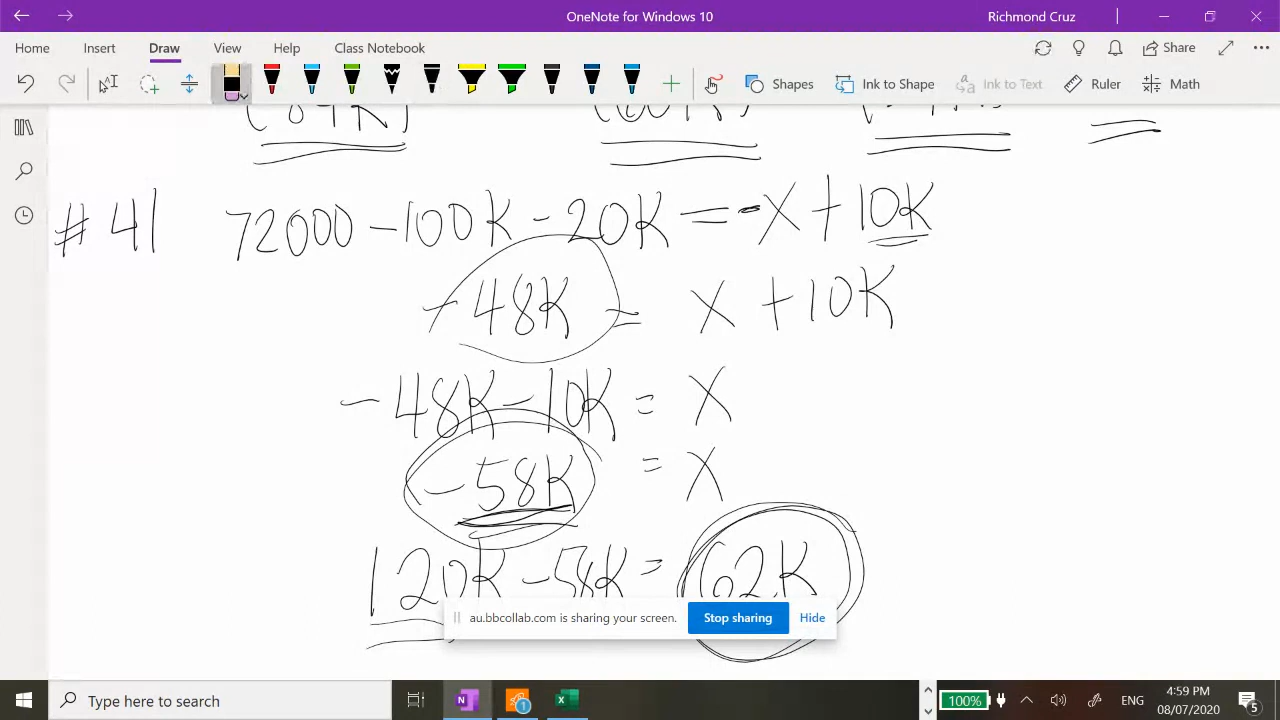 OneNote for Windows 10
Richmond Cruz
Home Insert Draw View Help Class Notebook Share
Shapes Ink to Shape Ink to Text Ruler Math
#41 72000 - 100K - 20K = -X + 10K
-48K = X + 10K
-48K - 10K = X
-58K = X
120K - 58K = 62K
au.bbcollab.com is sharing your screen. Stop sharing Hide
Type here to search
1
100% ENG 4:59 PM
08/07/2020 5